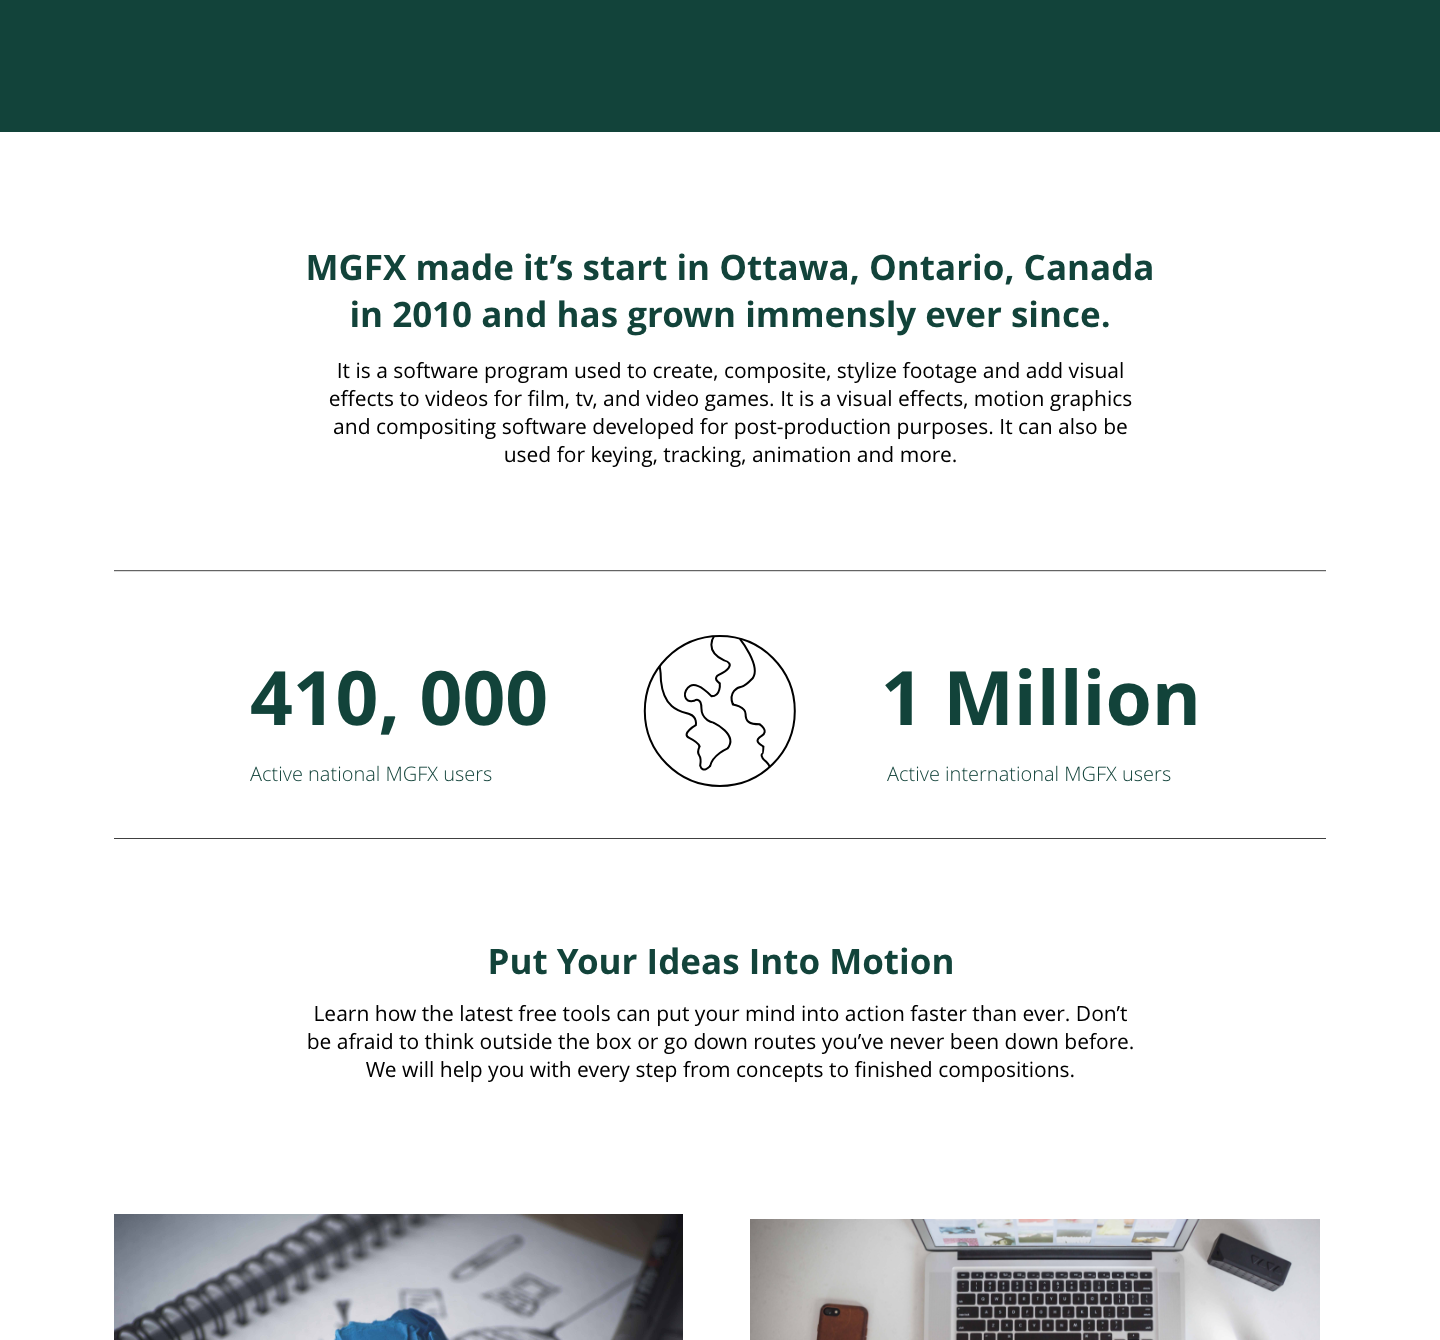 MGFX made it’s start in Ottawa, Ontario, Canada
in 2010 and has grown immensly ever since.
It is a software program used to create, composite, stylize footage and add visual
effects to videos for film, tv, and video games. It is a visual effects, motion graphics
and compositing software developed for post-production purposes. It can also be
used for keying, tracking, animation and more.
410, 000
1 Million
Active national MGFX users
Active international MGFX users
Put Your Ideas Into Motion
Learn how the latest free tools can put your mind into action faster than ever. Don’t
be afraid to think outside the box or go down routes you’ve never been down before.
We will help you with every step from concepts to finished compositions.